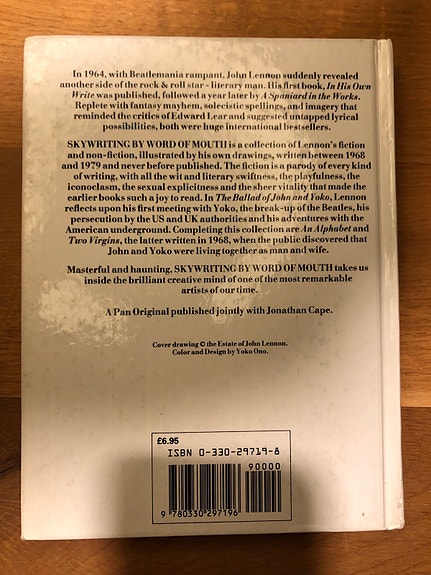 In 1964, with Beatlemania rampant, John Lennon suddenly revealed
another side of the rock & roll star - literary man. His first book, In His Own
Write was published, followed a year later by A Spaniard in the Works.
Replete with fantasy mayhem, solecistic spellings, and imagery that
reminded the critics of Edward Lear and suggested untapped lyrical
possibilities, both were huge international bestsellers.
SKYWRITING BY WORD OF MOUTH is a collection of Lennon's fiction
and non-fiction, illustrated by his own drawings, written between 1968
and 1979 and never before published. The fiction is a parody of every kind
of writing, with all the wit and literary swiftness, the playfulness, the
iconoclasm, the sexual explicitness and the sheer vitality that made the
earlier books such a joy to read. In The Ballad of John and Yoko, Lennon
reflects upon his first meeting with Yoko, the break-up of the Beatles, his
persecution by the US and UK authorities and his adventures with the
American underground. Completing this collection are An Alphabet and
Two Virgins, the latter written in 1968, when the public discovered that
John and Yoko were living together as man and wife.
Masterful and haunting, SKYWRITING BY WORD OF MOUTH takes us
inside the brilliant creative mind of one of the most remarkable
artists of our time.
A Pan Original published jointly with Jonathan Cape.
Cover drawing © the Estate of John Lennon.
Color and Design by Yoko Ono.
£6.95
ISBN 0-330-29719-8
90000
9 780330 297196